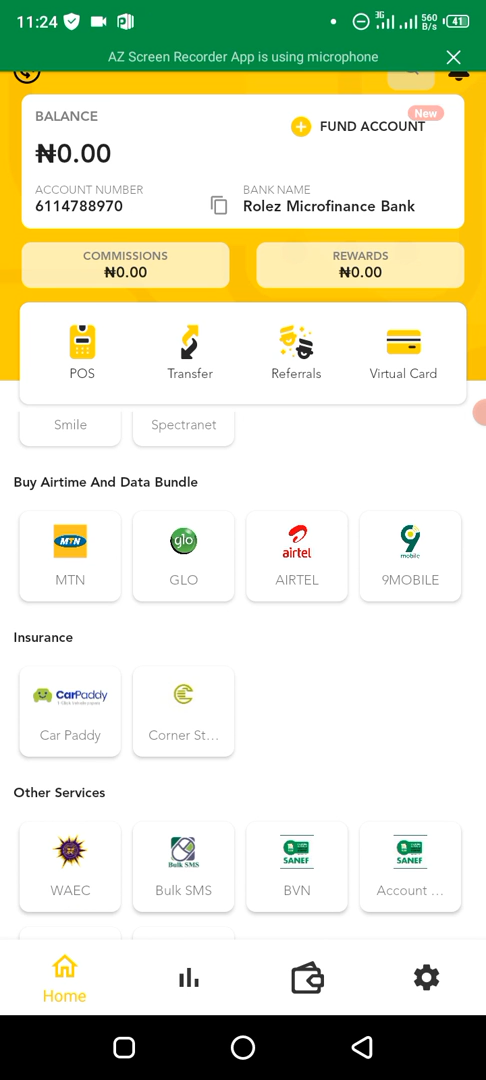 11:24
3G
560 B/s
41
AZ Screen Recorder App is using microphone
BALANCE
New
FUND ACCOUNT
₦0.00
ACCOUNT NUMBER
BANK NAME
6114788970
Rolez Microfinance Bank
COMMISSIONS
₦0.00
REWARDS
₦0.00
POS
Transfer
Referrals
Virtual Card
Smile
Spectranet
Buy Airtime And Data Bundle
MTN
glo
airtel
9 mobile
MTN
GLO
AIRTEL
9MOBILE
Insurance
CarPaddy
Car Paddy
Corner St...
Other Services
Bulk SMS
SANEF
SANEF
WAEC
Bulk SMS
BVN
Account ...
Home